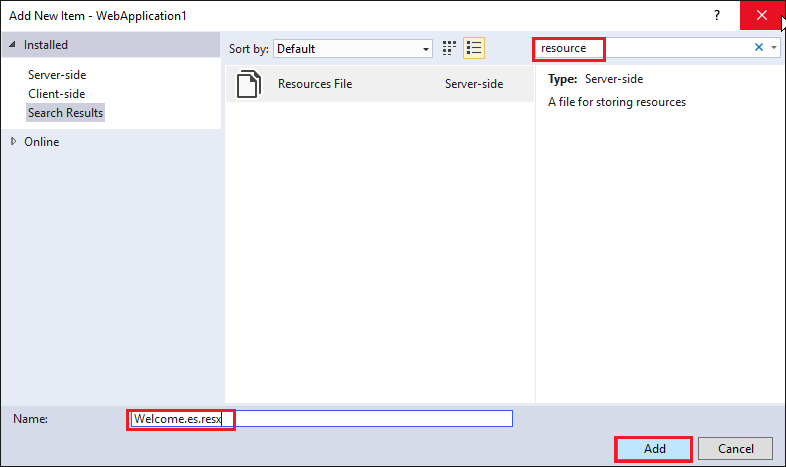 Add New Item - WebApplication1
?
Installed
Sort by: Default
resource
Server-side
Client-side
Search Results
Online
Resources File Server-side
Type: Server-side
A file for storing resources
Name: Welcome.es.resx
Add Cancel